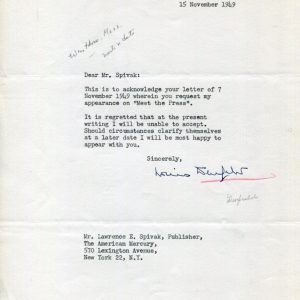 15 November 1949
Dear Mr. Spivak:
This is to acknowledge your letter of 7
November 1949 wherein you request my
appearance on "Meet the Press".
It is regretted that at the present
writing I will be unable to accept.
Should circumstances clarify themselves
at a later date I will be most happy to
appear with you.
Sincerely,
Louis
Mr. Lawrence E. Spivak, Publisher,
The American Mercury,
570 Lexington Avenue,
New York 22, N.Y.